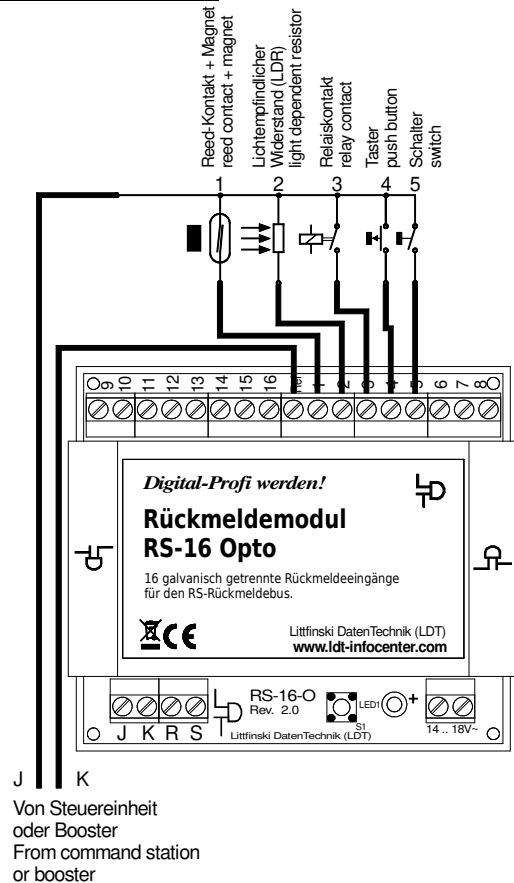 Reed-Kontakt + Magnet
reed contact + magnet
Lichtempfindlicher
Widerstand (LDR)
light dependent resistor
Relaiskontakt
relay contact
Taster
push button
Schalter
switch
1 2 3 4 5
9 10 11 12 13 14 15 16 Ref 1 2 3 4 5 6 7 8
Digital-Profi werden!
Rückmeldemodul
RS-16 Opto
16 galvanisch getrennte Rückmeldeeingänge
für den RS-Rückmeldebus.
CE
Littfinski DatenTechnik (LDT)
www.ldt-infocenter.com
J K R S
RS-16-O
Rev. 2.0
Littfinski DatenTechnik (LDT)
S1
LED1
+
14 .. 18V~
J K
Von Steuereinheit
oder Booster
From command station
or booster